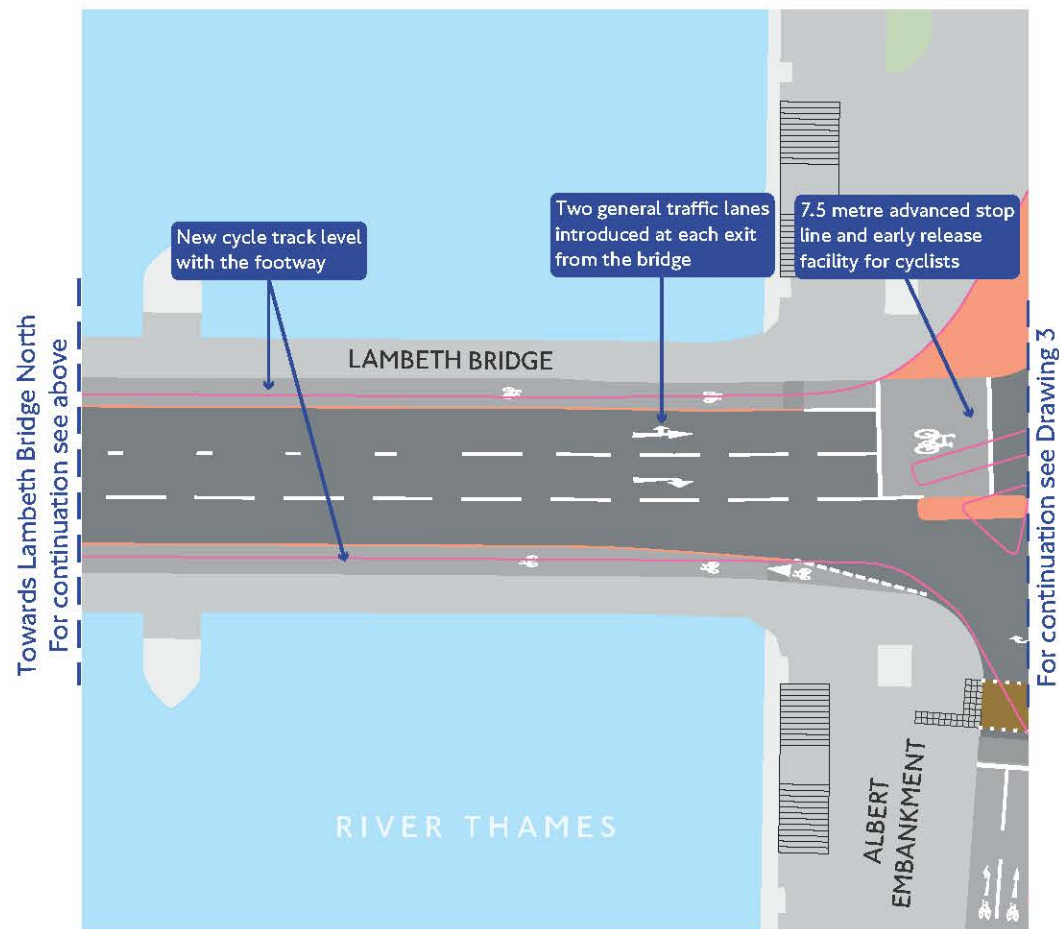 Two general traffic lanes
introduced at each exit
from the bridge
7.5 metre advanced stop
line and early release
facility for cyclists
New cycle track level
with the footway
LAMBETH BRIDGE
Towards Lambeth Bridge North
For continuation see above
For continuation see Drawing 3
RIVER THAMES
ALBERT
EMBANKMENT